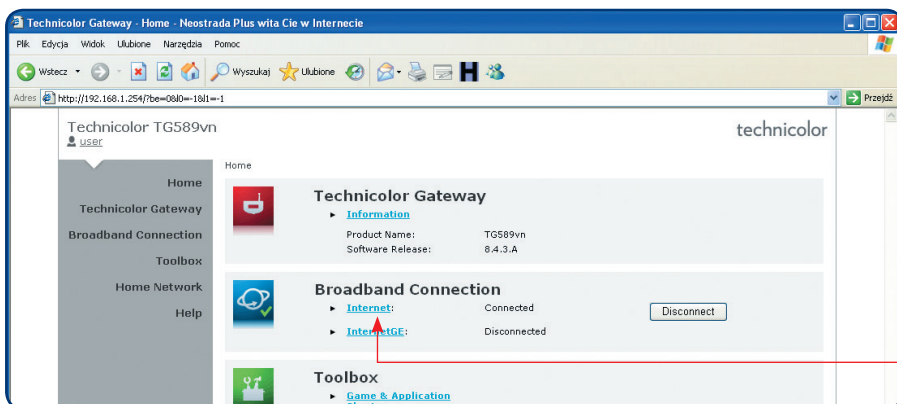 Technicolor Gateway - Home - Neostrada Plus wita Cie w Internecie
Plik Edycja Widok Ulubione Narzędzia Pomoc
Wstecz Wyszukaj Ulubione H
Adres http://192.168.1.254/?be=0&l0=-1&l1=-1 Przejdź
Technicolor TG589vn technicolor
user
Home
Home
Technicolor Gateway
Broadband Connection
Toolbox
Home Network
Help
Technicolor Gateway
Information
Product Name: TG589vn
Software Release: 8.4.3.A
Broadband Connection
Internet: Connected Disconnect
InternetGE: Disconnected
Toolbox
Game & Application